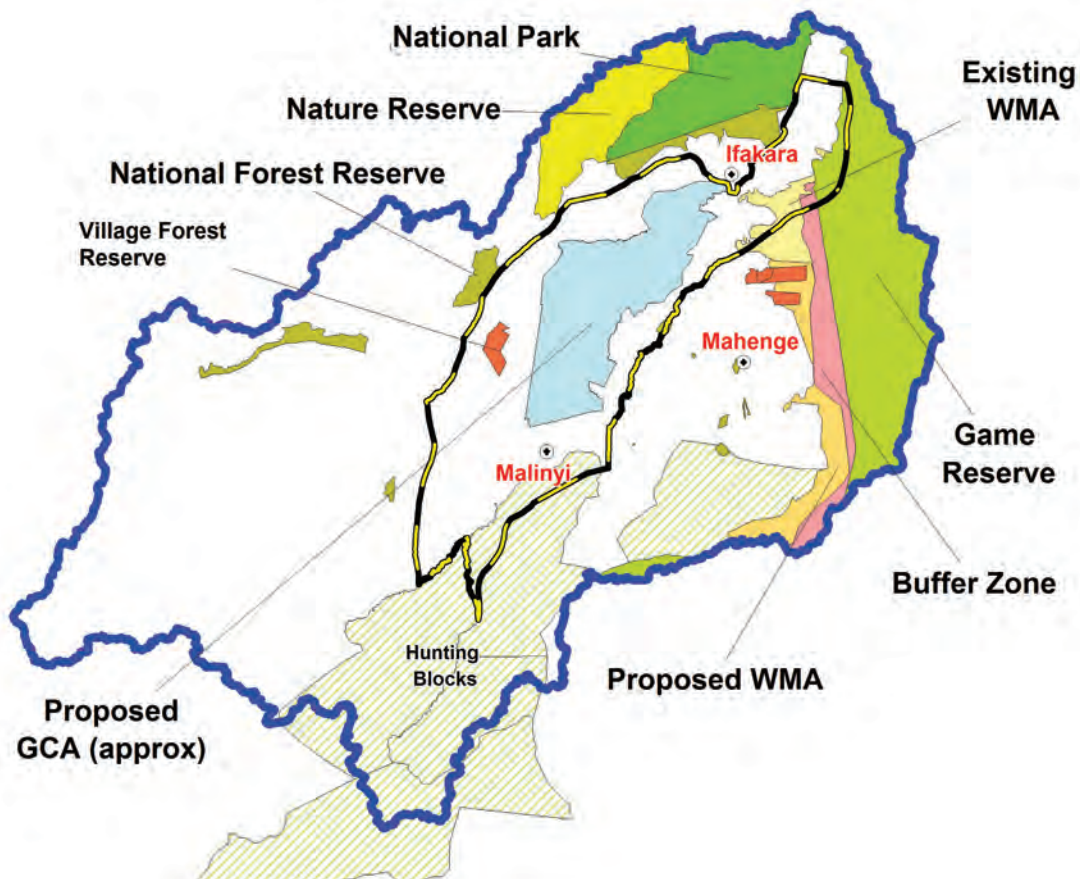 National Park
Existing
WMA
Nature Reserve
Ifakara
National Forest Reserve
Village Forest
Reserve
Mahenge
Game
Reserve
Malinyi
Buffer Zone
Hunting
Blocks
Proposed WMA
Proposed
GCA (approx)